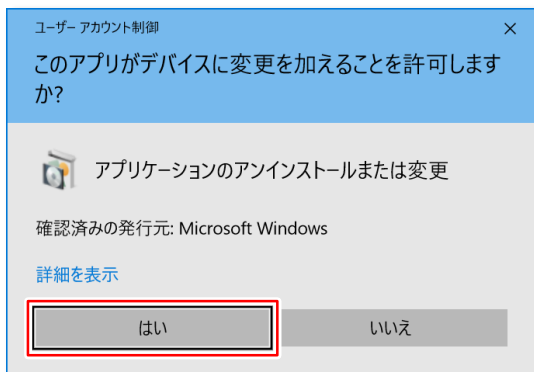 ユーザー アカウント制御
このアプリがデバイスに変更を加えることを許可します
か?
アプリケーションのアンインストールまたは変更
確認済みの発行元: Microsoft Windows
詳細を表示
はい
いいえ